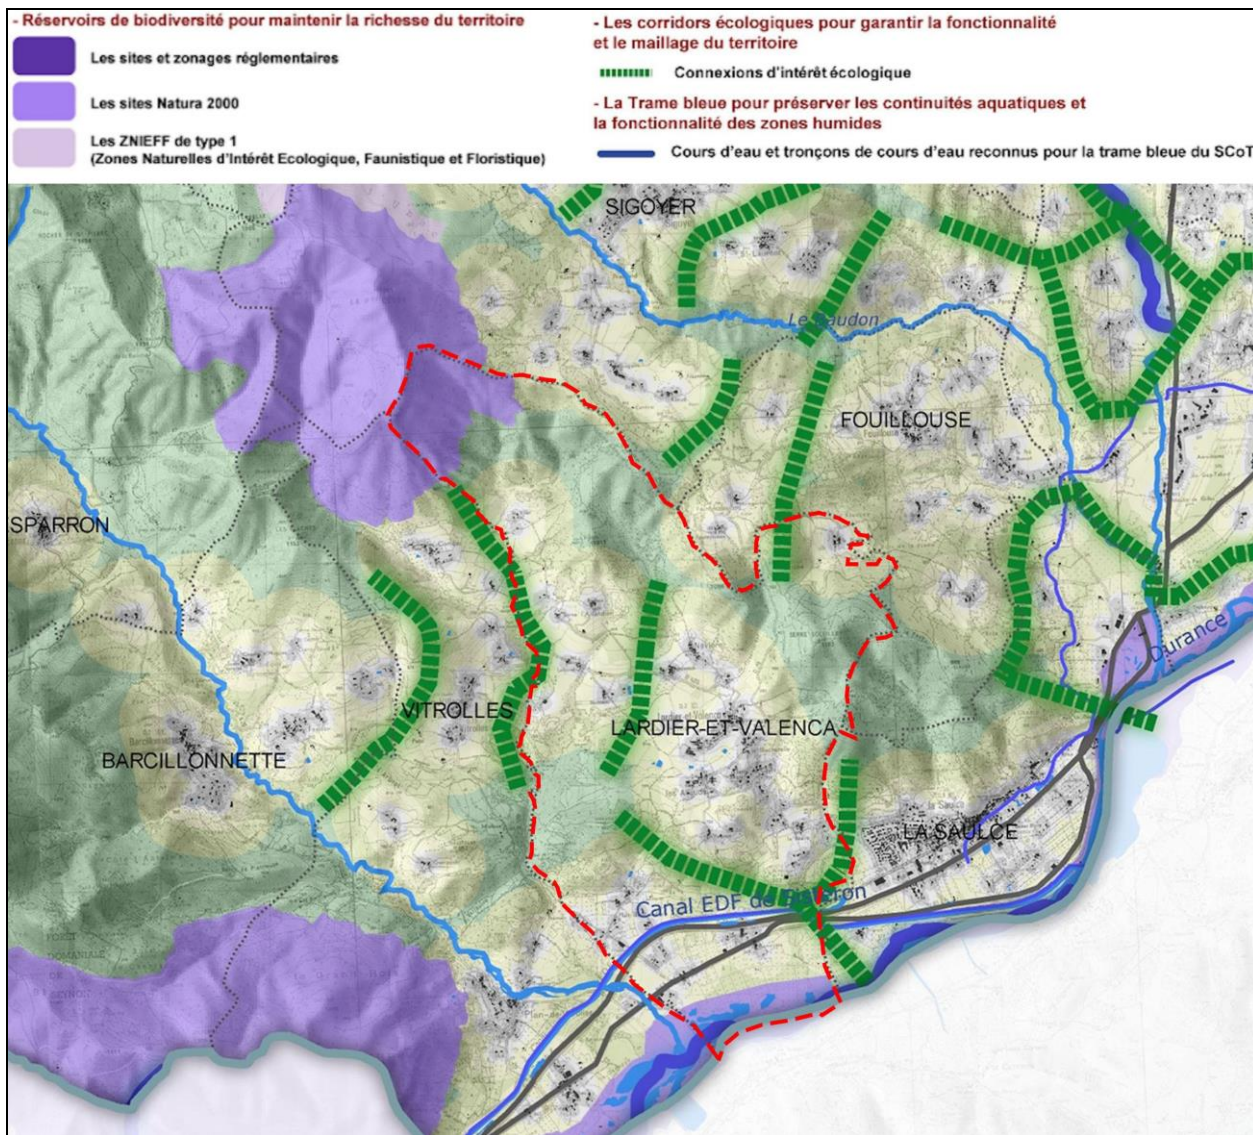 - Réservoirs de biodiversité pour maintenir la richesse du territoire
Les sites et zonages réglementaires
Les sites Natura 2000
Les ZNIEFF de type 1
(Zones Naturelles d'Intérêt Ecologique, Faunistique et Floristique)
- Les corridors écologiques pour garantir la fonctionnalité
et le maillage du territoire
Connexions d'intérêt écologique
- La Trame bleue pour préserver les continuités aquatiques et
la fonctionnalité des zones humides
Cours d'eau et tronçons de cours d'eau reconnus pour la trame bleue du SCoT
SIGOYER
FOUILLOUSE
SPARRON
Durance
VITROLLES
LARDIER-ET-VALENCA
BARCILLONNETTE
LA SAULCE
Canal EDF de